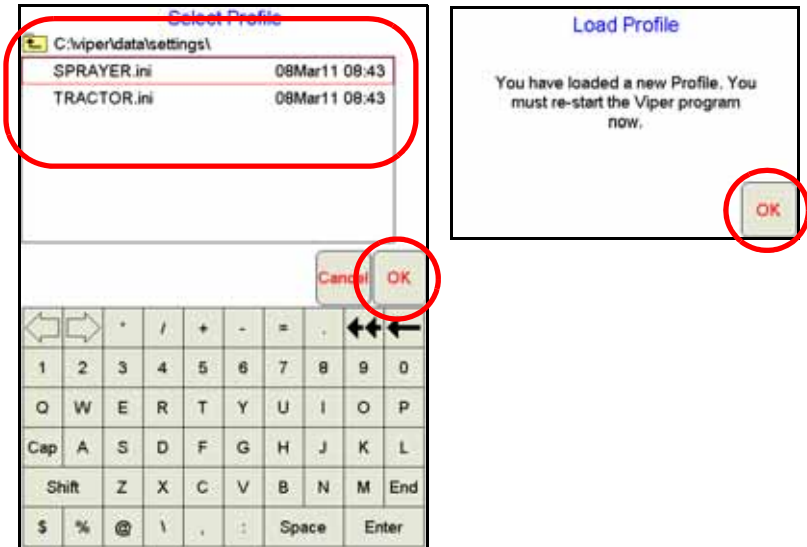 Select Profile
C:\viper\data\settings\
SPRAYER.ini 08Mar11 08:43
TRACTOR.ini 08Mar11 08:43
Cancel OK
* / + - = .
1 2 3 4 5 6 7 8 9 0
Q W E R T Y U I O P
Cap A S D F G H J K L
Shift Z X C V B N M End
$ % @ \ , : Space Enter
Load Profile
You have loaded a new Profile. You
must re-start the Viper program
now.
OK